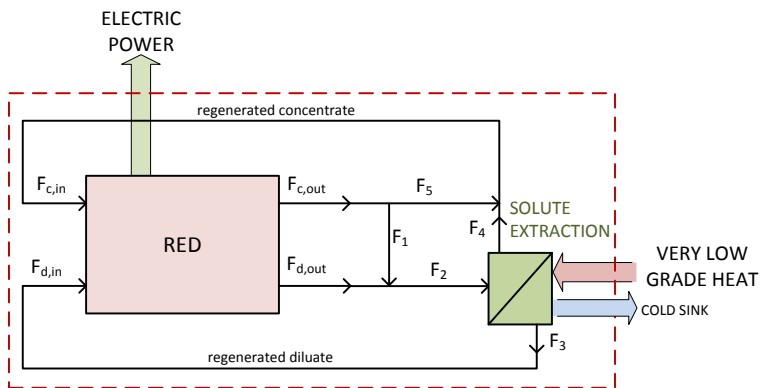 ELECTRIC
POWER
regenerated concentrate
F_c,in
F_c,out
F_5
SOLUTE
EXTRACTION
F_4
RED
F_1
VERY LOW
GRADE HEAT
F_d,in
F_d,out
F_2
COLD SINK
F_3
regenerated diluate